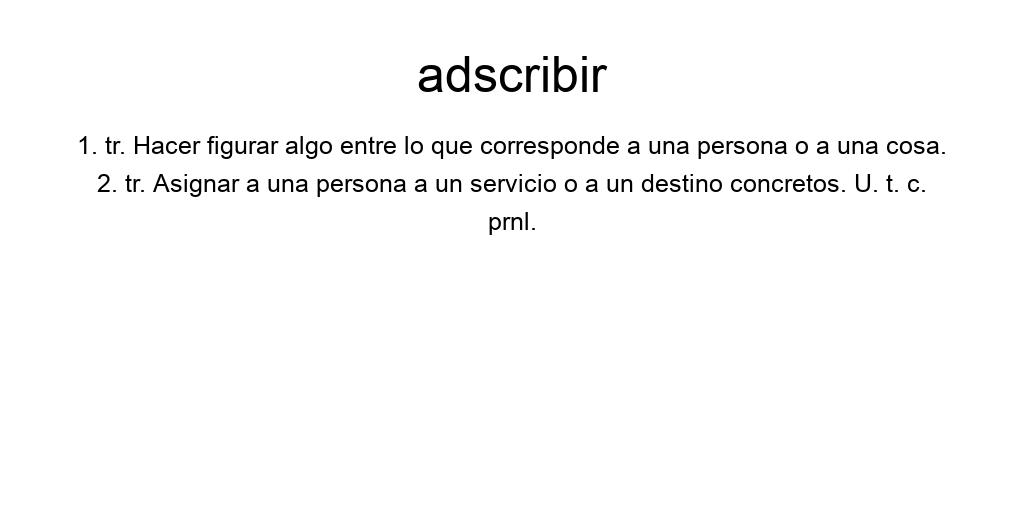 adscribir
1. tr. Hacer figurar algo entre lo que corresponde a una persona o a una cosa.
2. tr. Asignar a una persona a un servicio o a un destino concretos. U. t. c.
prnl.